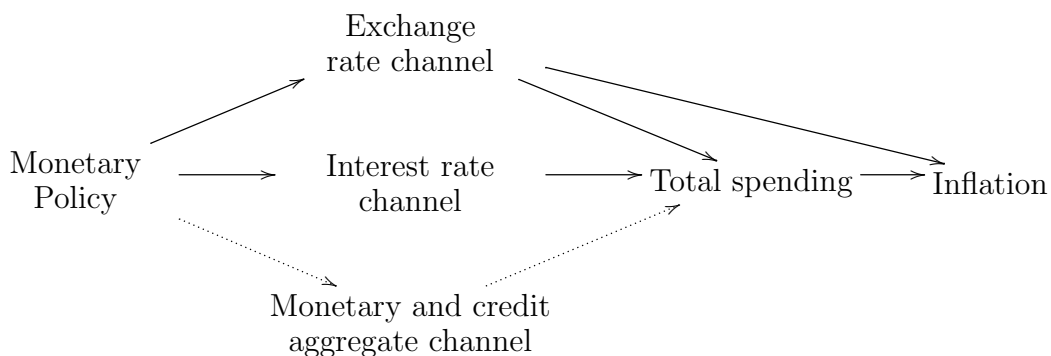 Exchange
rate channel
Monetary
Policy
Interest rate
channel
Total spending
Inflation
Monetary and credit
aggregate channel